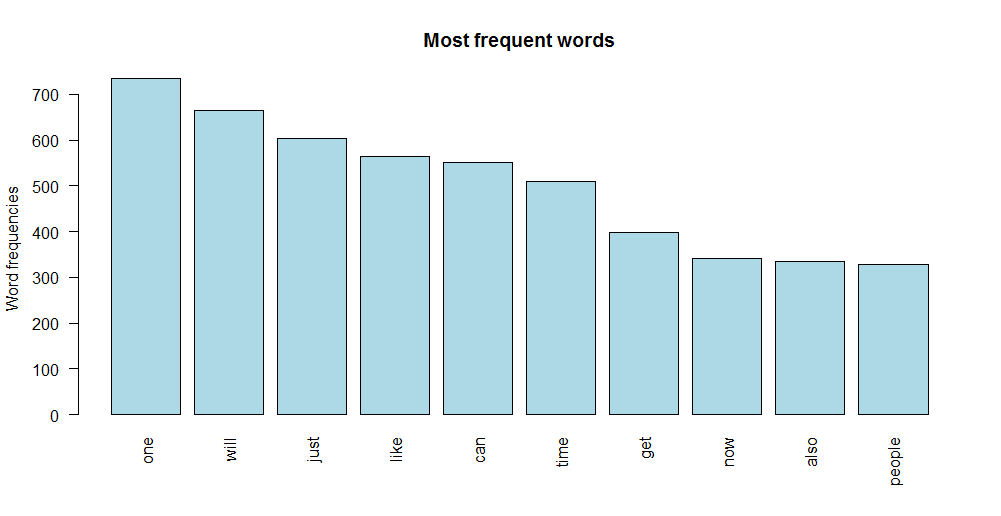 Most frequent words
Word frequencies
700
600
500
400
300
200
100
0
one
will
just
like
can
time
get
now
also
people